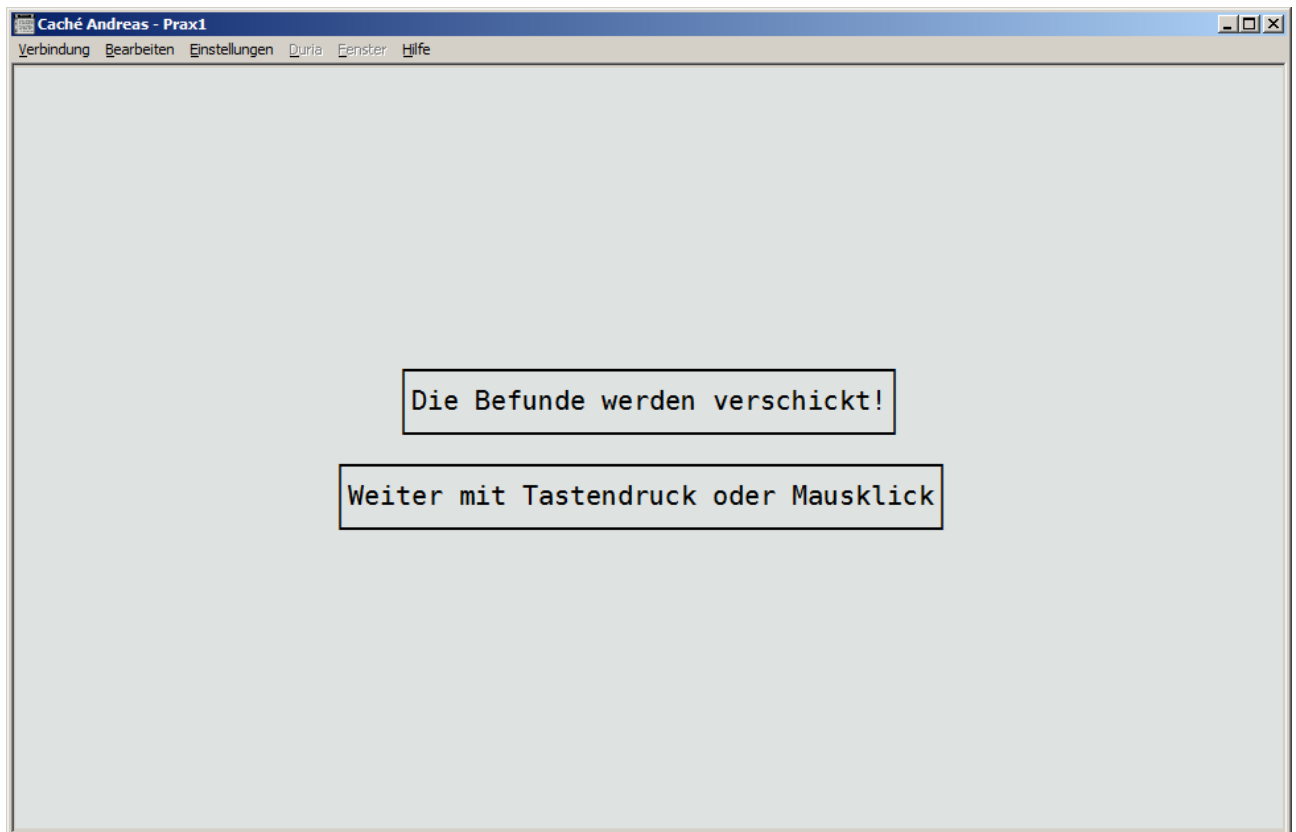 Caché Andreas - Prax1
Verbindung Bearbeiten Einstellungen Duria Fenster Hilfe
Die Befunde werden verschickt!
Weiter mit Tastendruck oder Mausklick